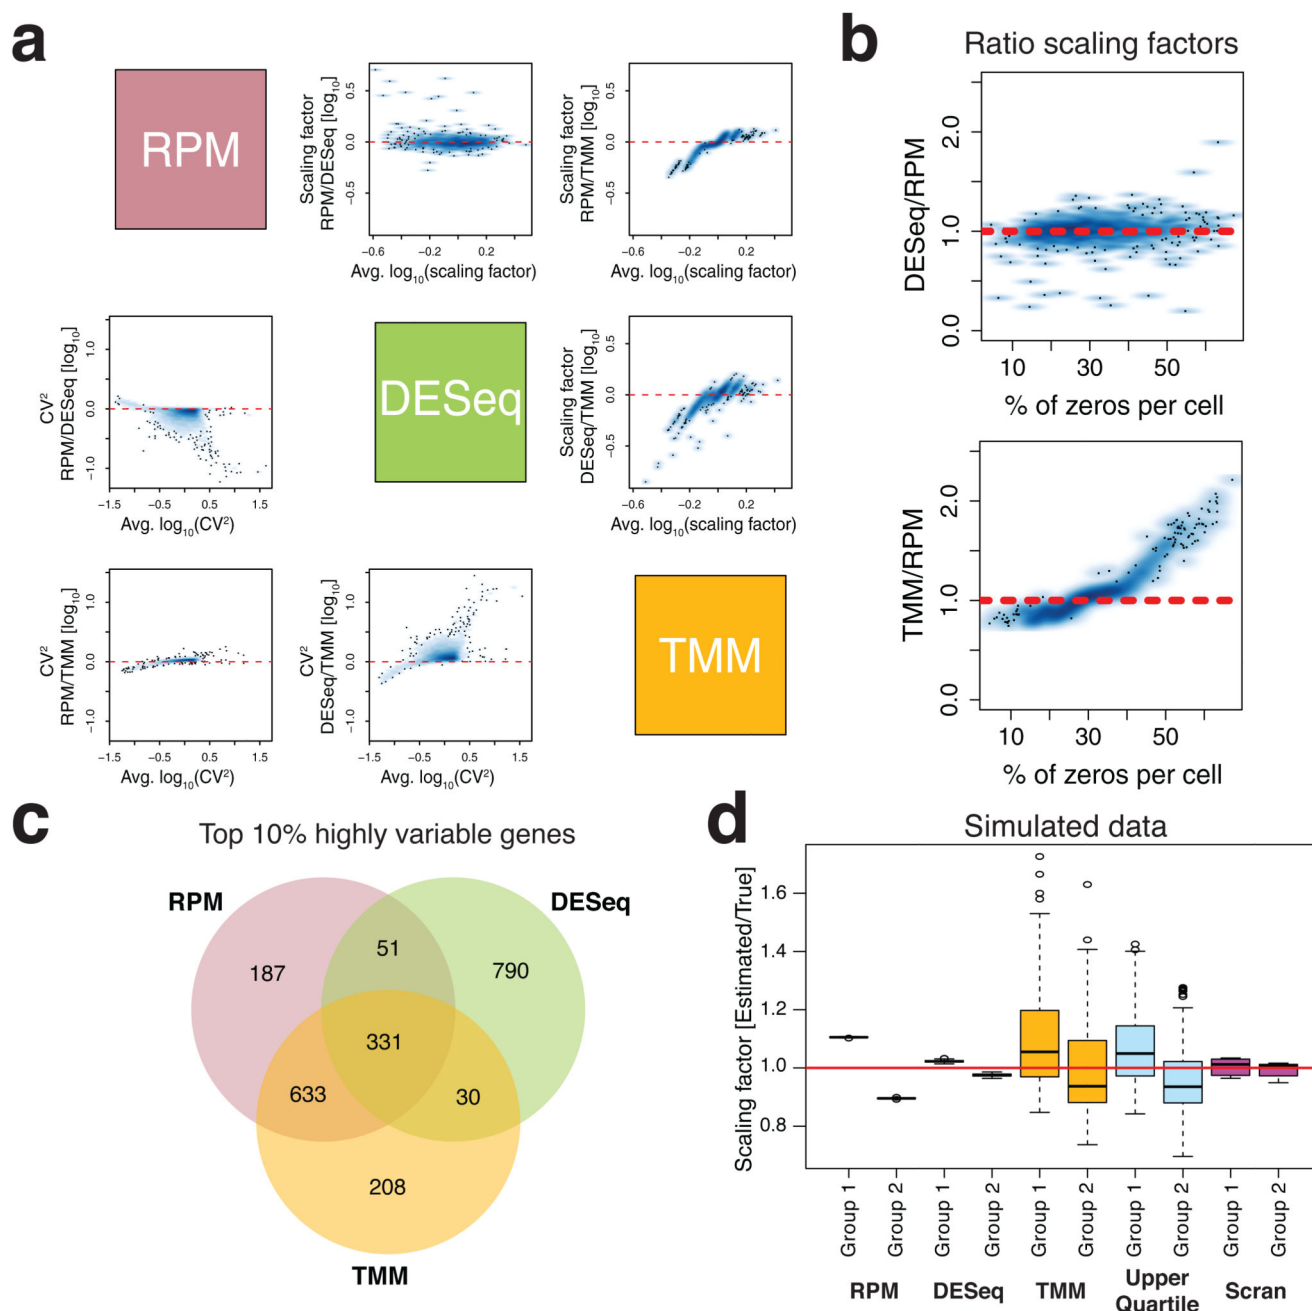 a
RPM
Scaling factor
RPM/DESeq [log10]
0.5
0.0
−0.5
−0.6
−0.2
0.2
Avg. log10(scaling factor)
Scaling factor
RPM/TMM [log10]
0.5
0.0
−0.5
−0.6
−0.2
0.2
Avg. log10(scaling factor)
CV²
RPM/DESeq [log10]
1.0
0.0
−1.0
−1.5
−0.5
0.5
1.5
Avg. log10(CV²)
DESeq
Scaling factor
DESeq/TMM [log10]
0.5
0.0
−0.5
−0.6
−0.2
0.2
Avg. log10(scaling factor)
CV²
RPM/TMM [log10]
1.0
0.0
−1.0
−1.5
−0.5
0.5
1.5
Avg. log10(CV²)
CV²
DESeq/TMM [log10]
1.0
0.0
−1.0
−1.5
−0.5
0.5
1.5
Avg. log10(CV²)
TMM
b
Ratio scaling factors
DESeq/RPM
2.0
1.0
0.0
10
30
50
% of zeros per cell
TMM/RPM
2.0
1.0
0.0
10
30
50
% of zeros per cell
c
Top 10% highly variable genes
RPM
DESeq
51
187
790
331
633
30
208
TMM
d
Simulated data
Scaling factor [Estimated/True]
1.6
1.4
1.2
1.0
0.8
Group 1
Group 2
Group 1
Group 2
Group 1
Group 2
Group 1
Group 2
Group 1
Group 2
RPM
DESeq
TMM
Upper
Quartile
Scran